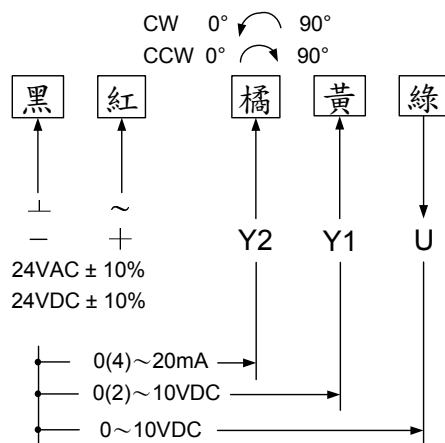 CW 0° 90°
CCW 0° 90°
黑 紅 橘 黃 綠
⊥ ~
− + Y2 Y1 U
24VAC ± 10%
24VDC ± 10%
0(4)～20mA
0(2)～10VDC
0～10VDC